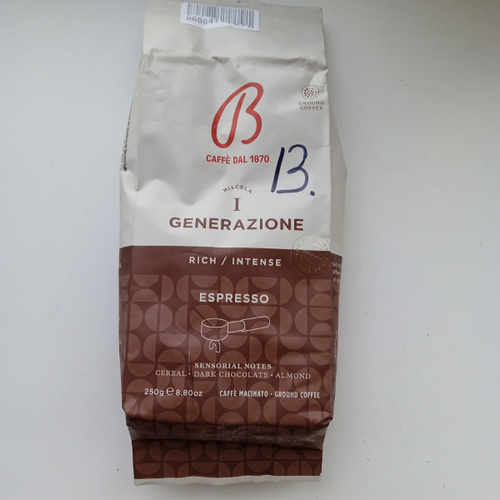 B
CAFFÈ DAL 1870
GROUND
COFFEE
13.
MISCELA
I
GENERAZIONE
RICH / INTENSE
ESPRESSO
SENSORIAL NOTES
CEREAL • DARK CHOCOLATE • ALMOND
250g ℮ 8.80oz
CAFFÈ MACINATO • GROUND COFFEE